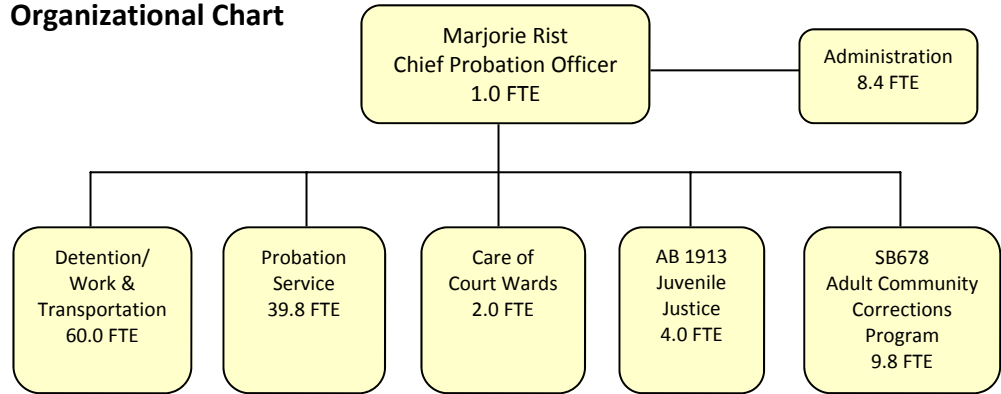 Organizational Chart
Marjorie Rist
Chief Probation Officer
1.0 FTE
Administration
8.4 FTE
Detention/
Work &
Transportation
60.0 FTE
Probation
Service
39.8 FTE
Care of
Court Wards
2.0 FTE
AB 1913
Juvenile
Justice
4.0 FTE
SB678
Adult Community
Corrections
Program
9.8 FTE